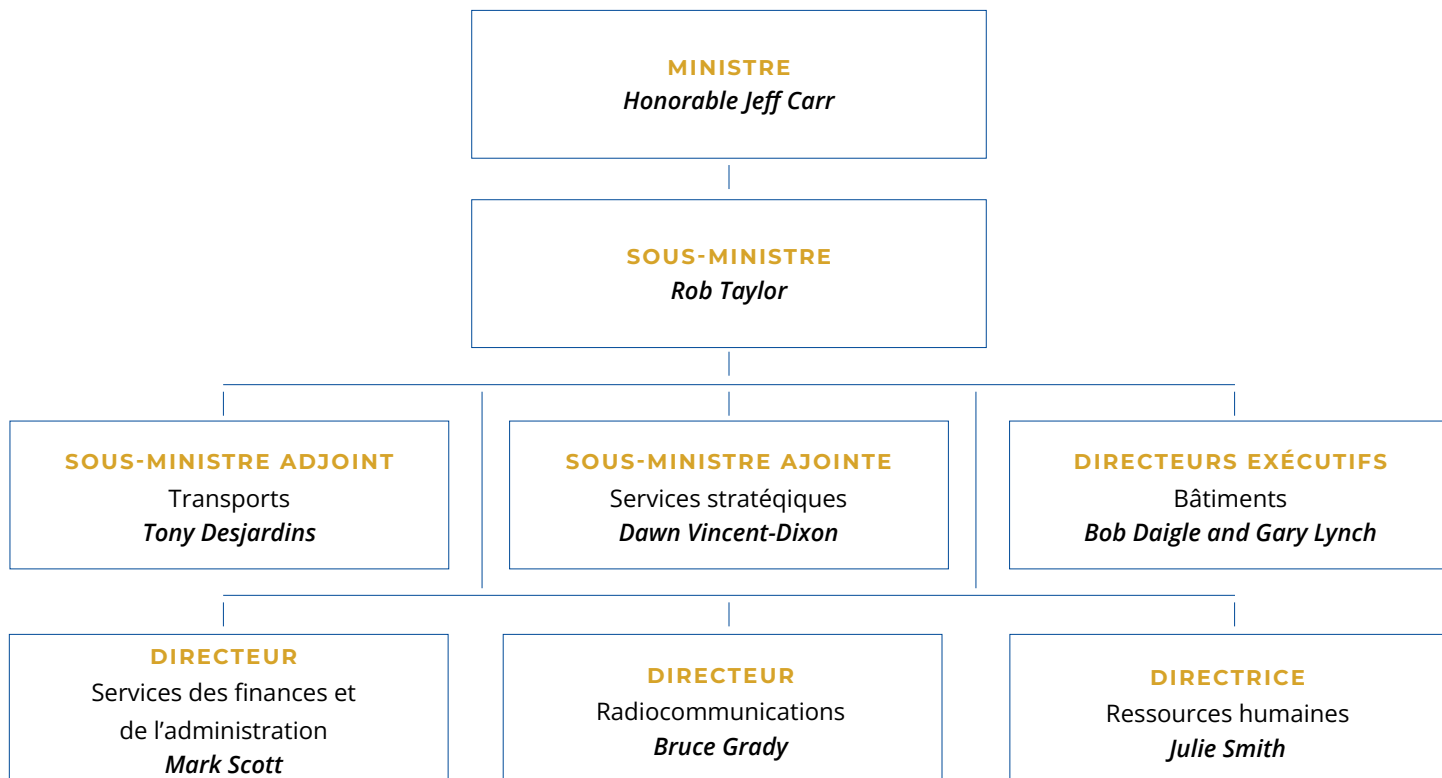 MINISTRE
Honorable Jeff Carr
SOUS-MINISTRE
Rob Taylor
SOUS-MINISTRE ADJOINT
Transports
Tony Desjardins
SOUS-MINISTRE AJOINTE
Services stratéqiques
Dawn Vincent-Dixon
DIRECTEURS EXÉCUTIFS
Bâtiments
Bob Daigle and Gary Lynch
DIRECTEUR
Services des finances et
de l’administration
Mark Scott
DIRECTEUR
Radiocommunications
Bruce Grady
DIRECTRICE
Ressources humaines
Julie Smith